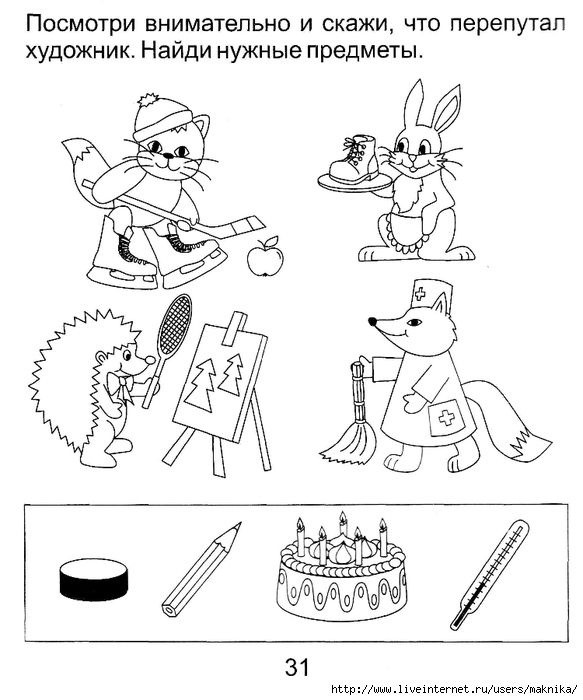 Посмотри внимательно и скажи, что перепутал
художник. Найди нужные предметы.
31
http://www.liveinternet.ru/users/maknika/